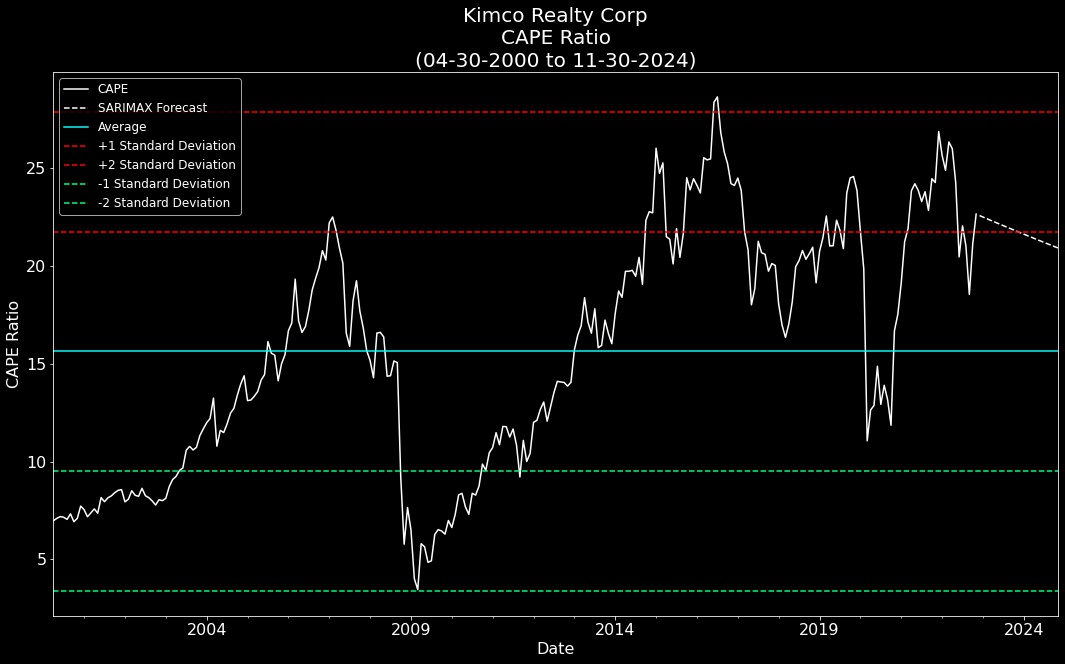 Kimco Realty Corp
CAPE Ratio
(04-30-2000 to 11-30-2024)
CAPE
SARIMAX Forecast
Average
+1 Standard Deviation
+2 Standard Deviation
-1 Standard Deviation
-2 Standard Deviation
CAPE Ratio
25
20
15
10
5
2004
2009
2014
2019
2024
Date